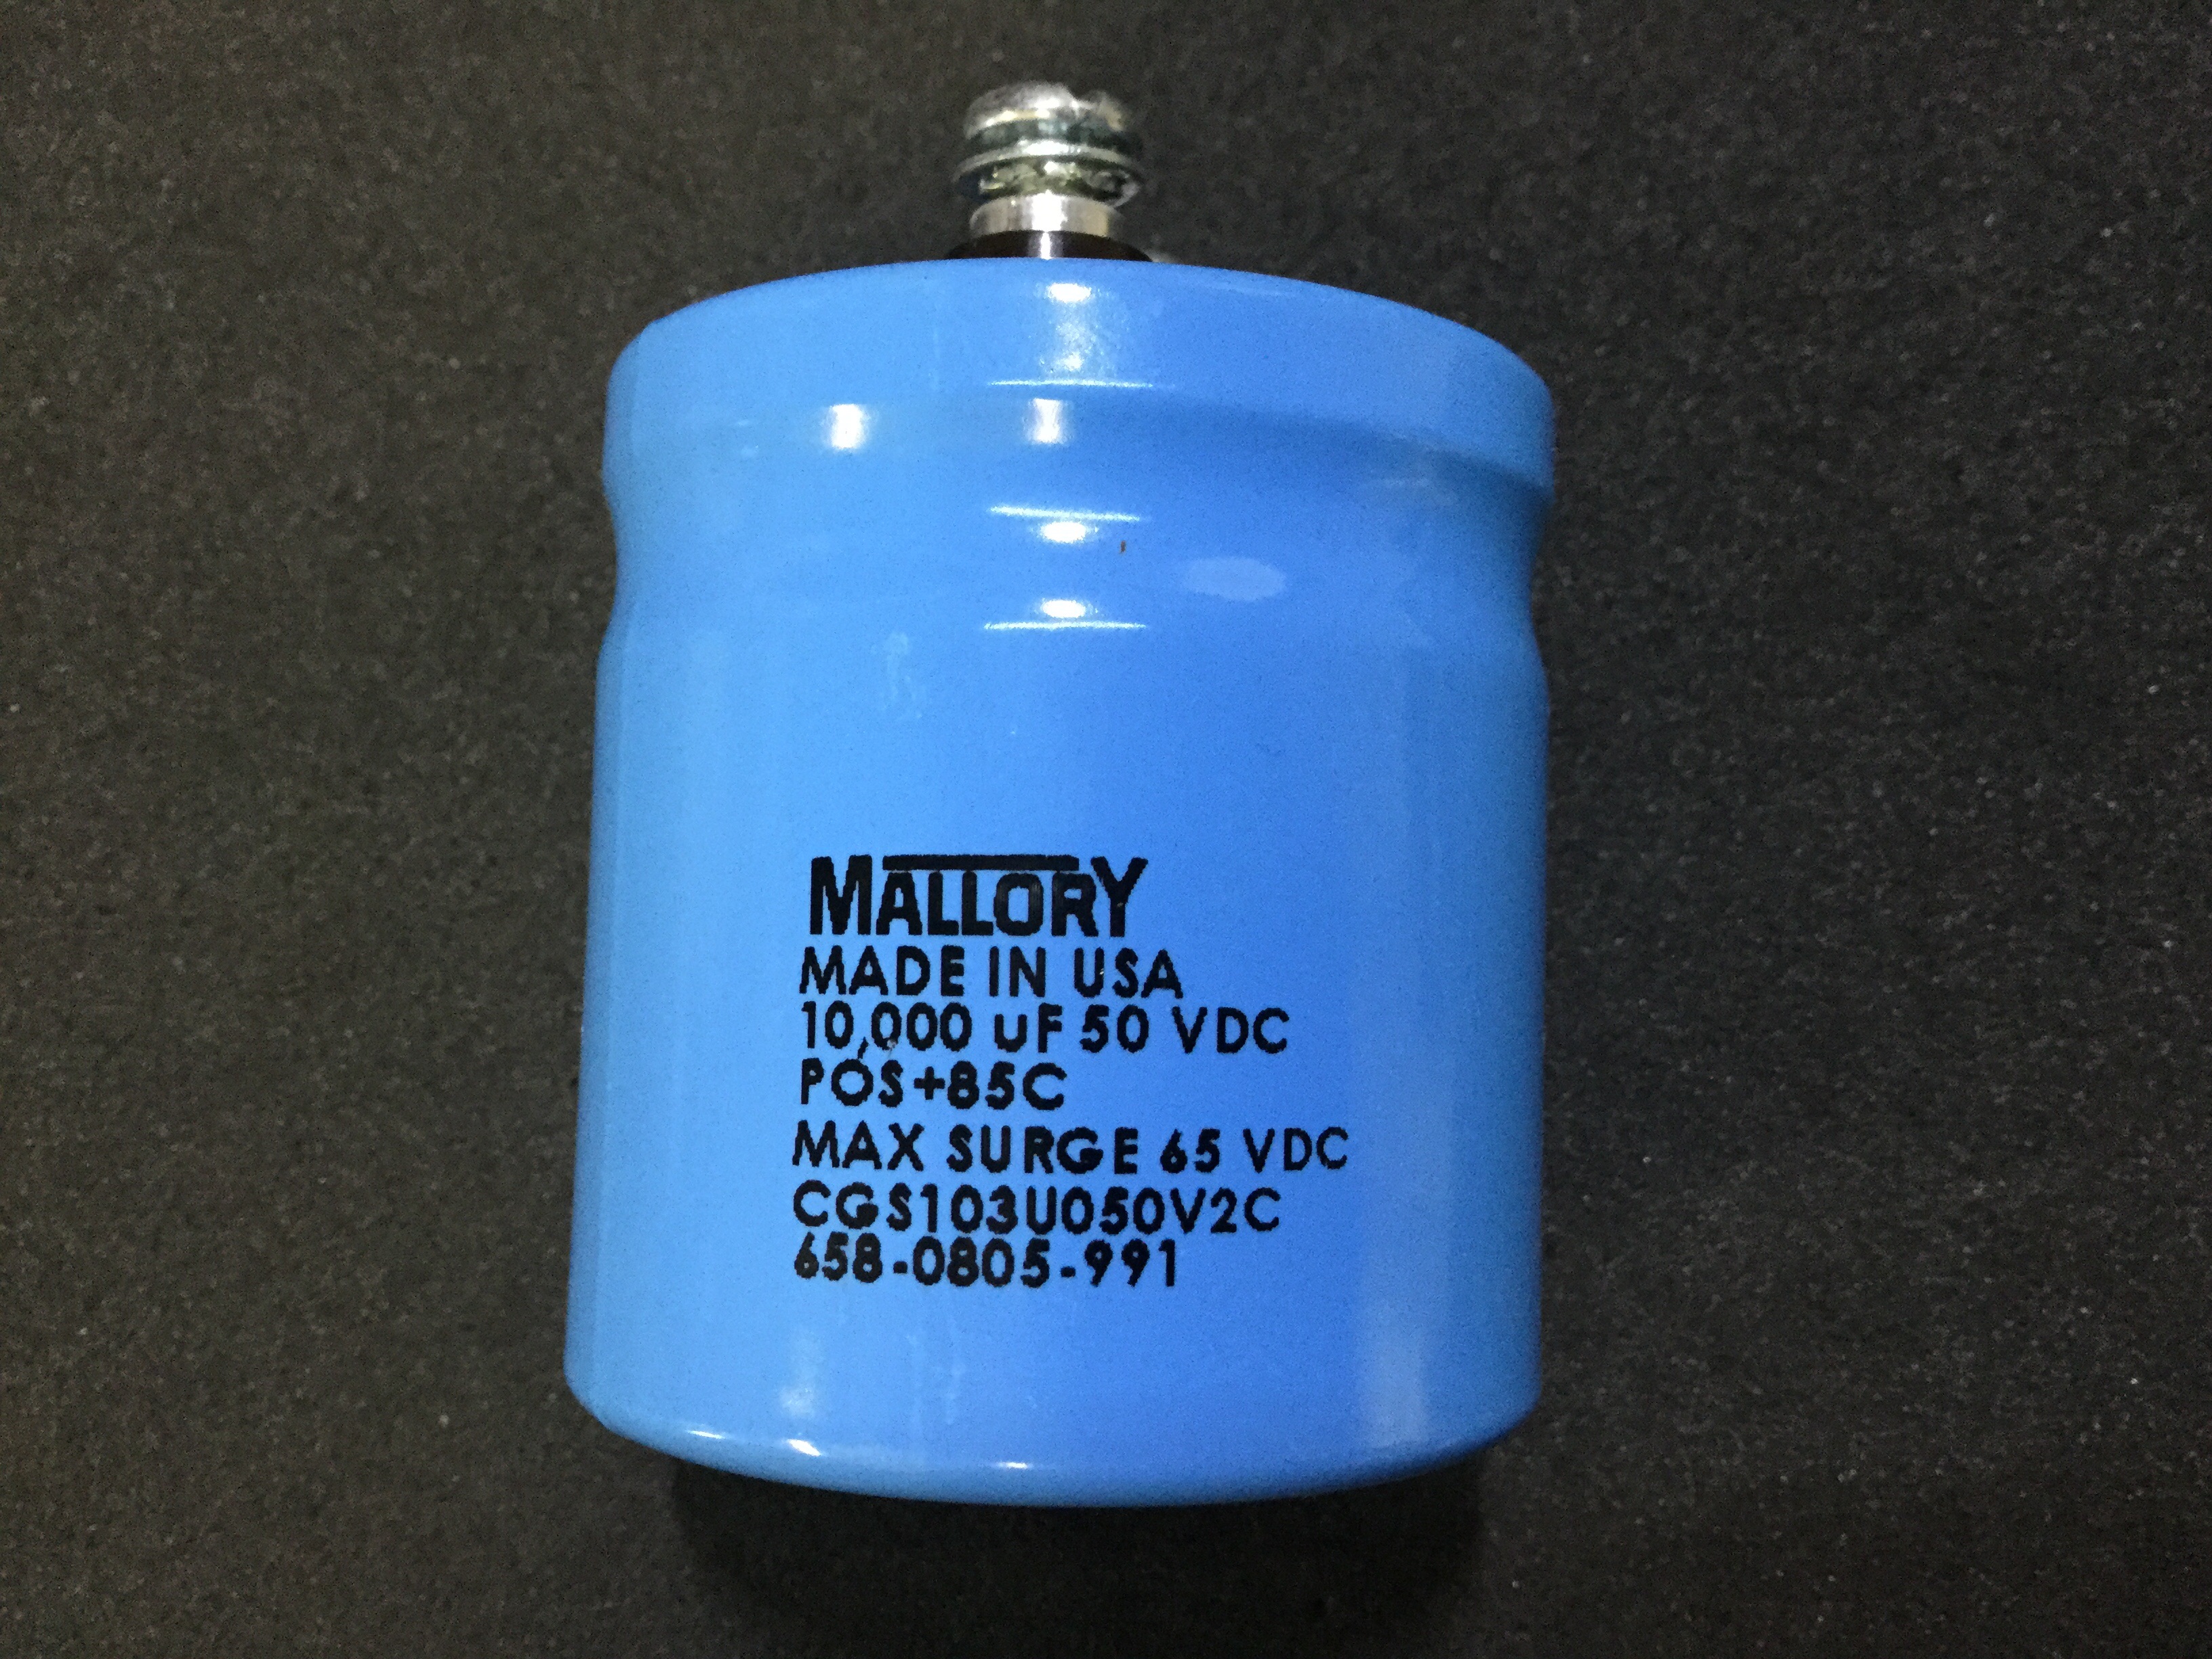 MALLORY
MADE IN USA
10,000 uF 50 VDC
POS+85C
MAX SURGE 65 VDC
CGS103U050V2C
658-0805-991